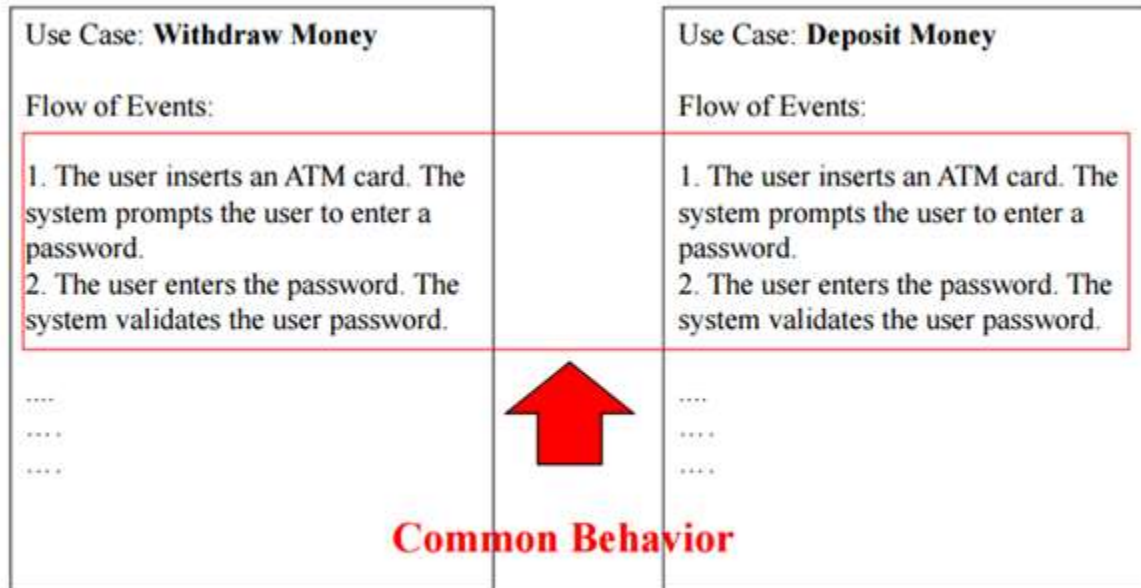 Use Case: Withdraw Money
Flow of Events:
1. The user inserts an ATM card. The
system prompts the user to enter a
password.
2. The user enters the password. The
system validates the user password.
....
....
....
Use Case: Deposit Money
Flow of Events:
1. The user inserts an ATM card. The
system prompts the user to enter a
password.
2. The user enters the password. The
system validates the user password.
....
....
....
Common Behavior